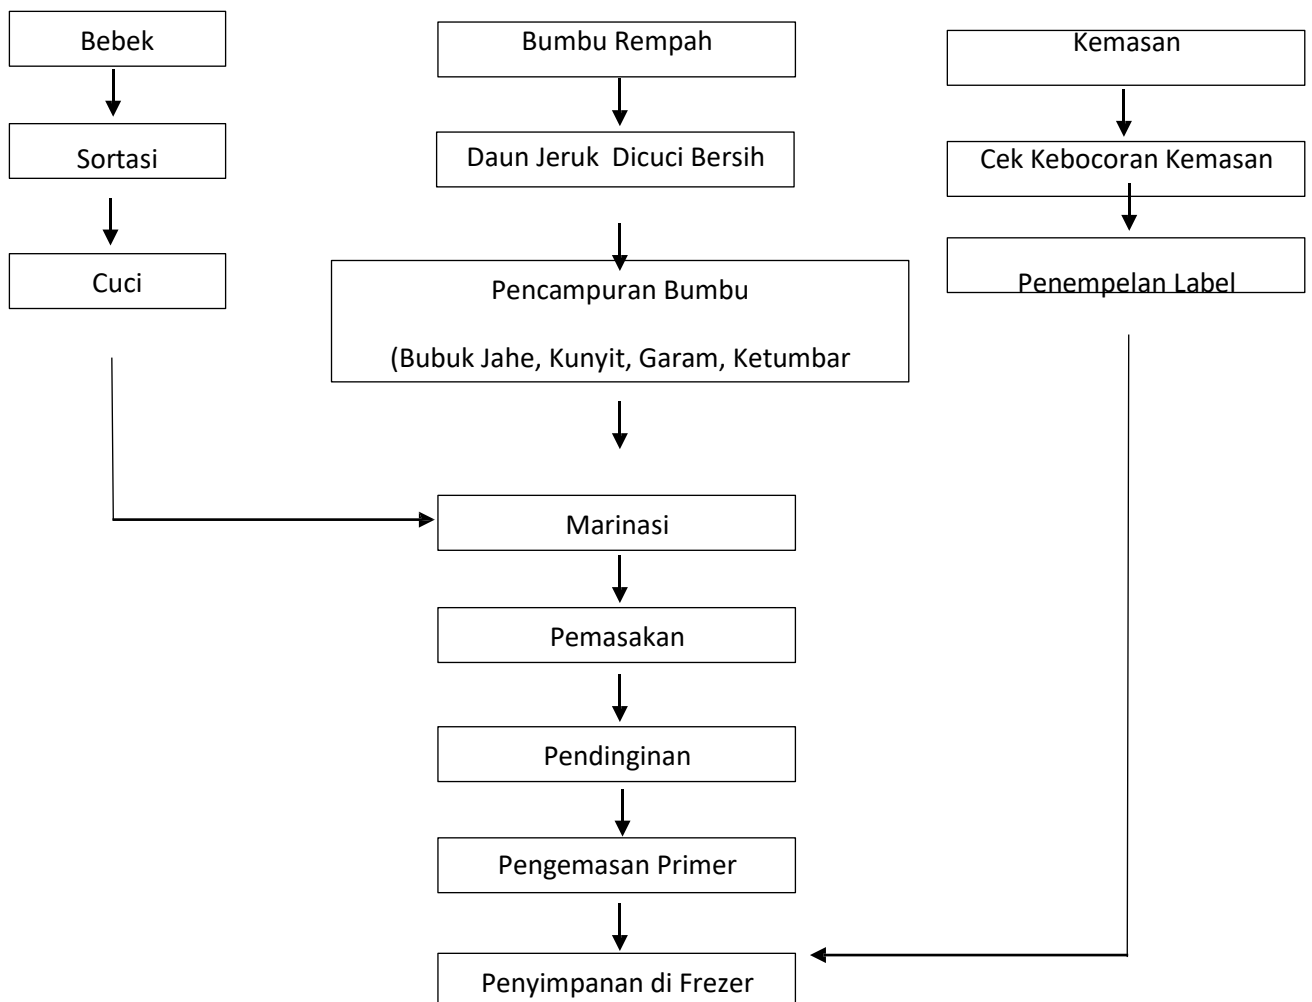 Bebek
Sortasi
Cuci
Bumbu Rempah
Daun Jeruk  Dicuci Bersih
Pencampuran Bumbu
(Bubuk Jahe, Kunyit, Garam, Ketumbar
Kemasan
Cek Kebocoran Kemasan
Penempelan Label
Marinasi
Pemasakan
Pendinginan
Pengemasan Primer
Penyimpanan di Frezer